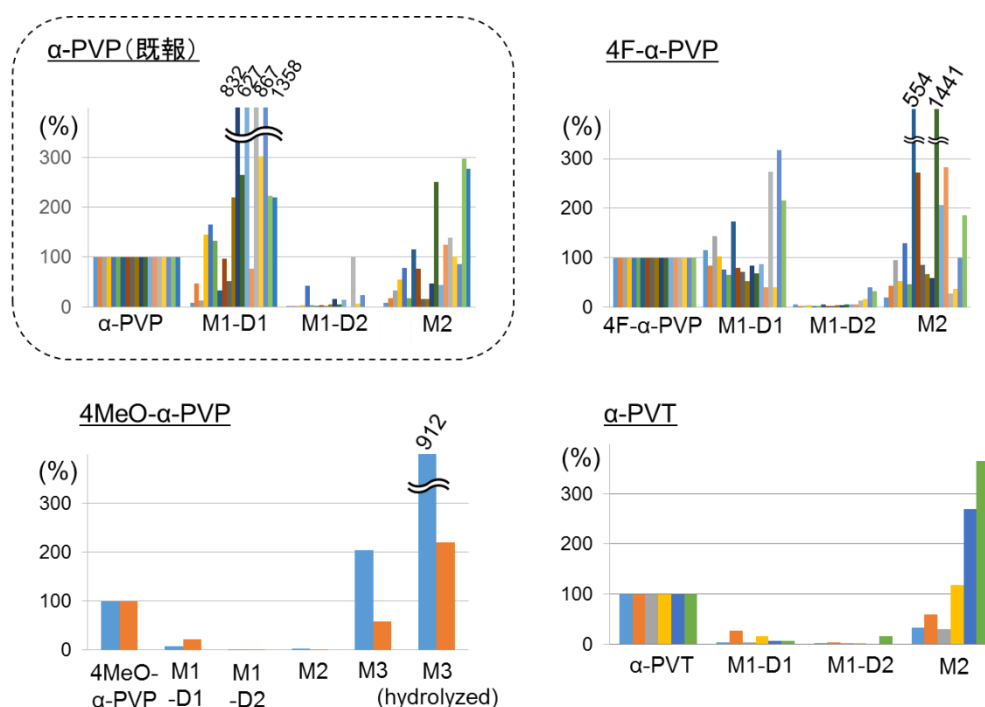 α-PVP(既報)
832
627
867
1358
(%)
300
200
100
0
α-PVP M1-D1 M1-D2 M2
4F-α-PVP
554
1441
(%)
300
200
100
0
4F-α-PVP M1-D1 M1-D2 M2
4MeO-α-PVP
912
(%)
300
200
100
0
4MeO-
α-PVP
M1
-D1
M1
-D2
M2
M3
M3
(hydrolyzed)
α-PVT
(%)
300
200
100
0
α-PVT M1-D1 M1-D2 M2